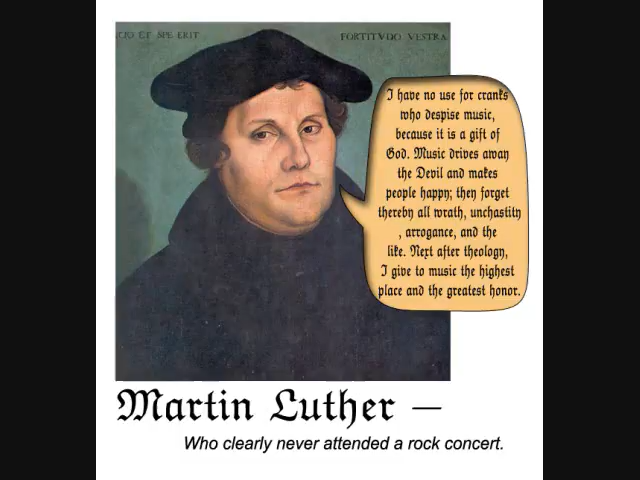 ET SPE ERIT
FORTITVDO VESTRA
I have no use for cranks
who despise music,
because it is a gift of
God. Music drives away
the Devil and makes
people happy; they forget
thereby all wrath, unchastity
, arrogance, and the
like. Next after theology,
I give to music the highest
place and the greatest honor.
Martin Luther —
Who clearly never attended a rock concert.